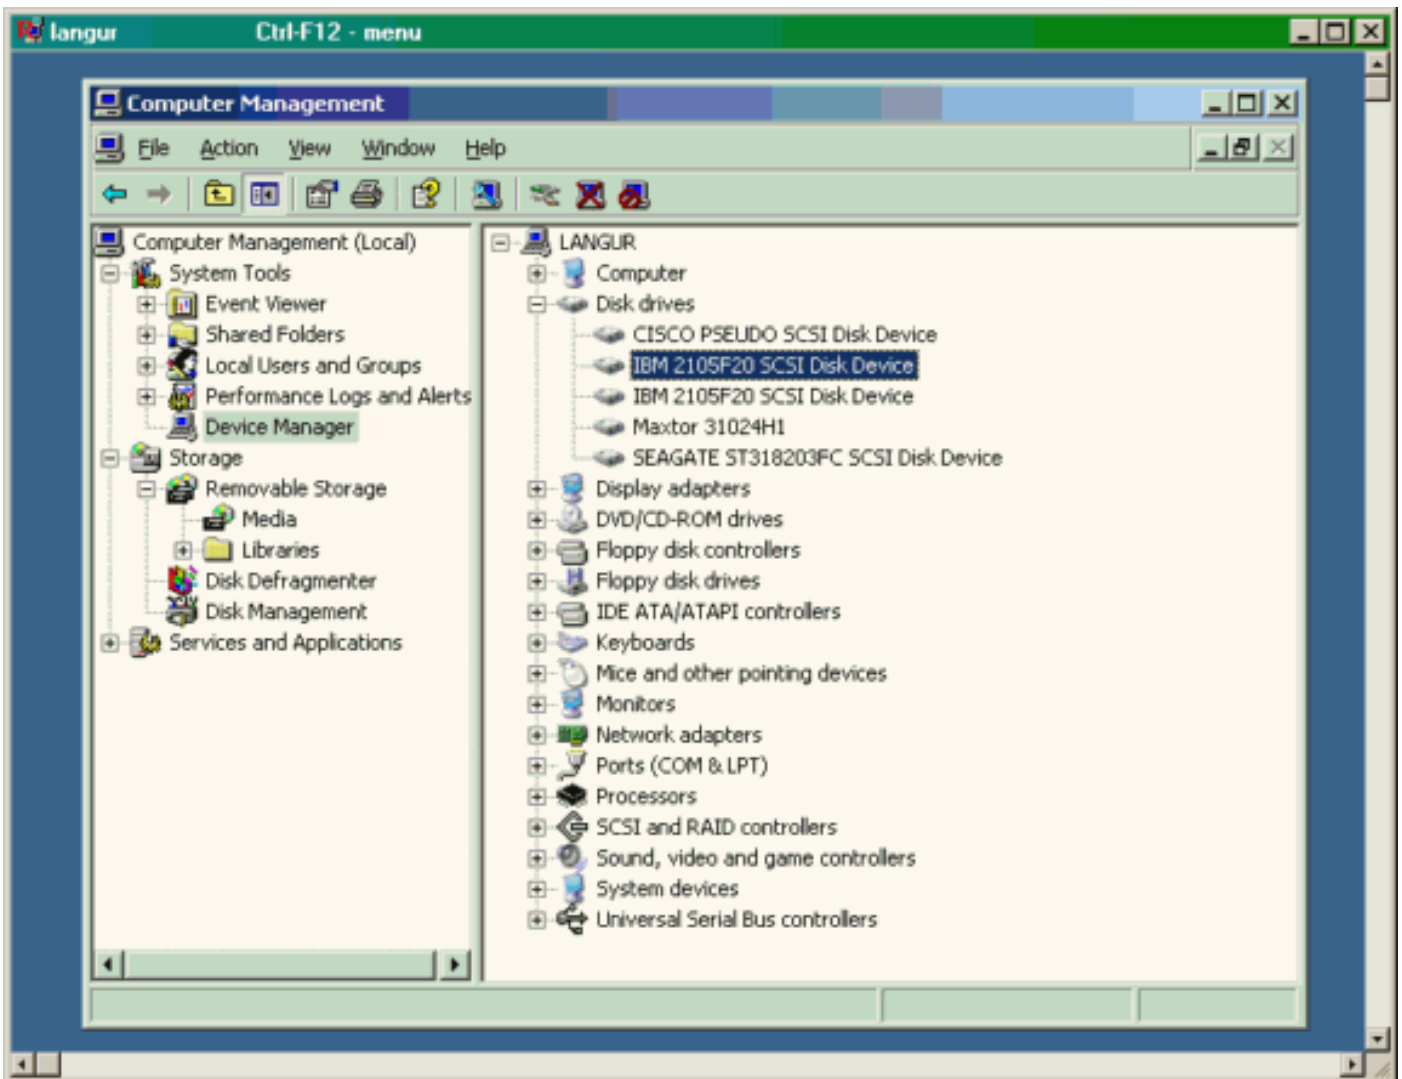 langur Ctrl-F12 - menu
Computer Management
File Action View Window Help
Computer Management (Local)
System Tools
Event Viewer
Shared Folders
Local Users and Groups
Performance Logs and Alerts
Device Manager
Storage
Removable Storage
Media
Libraries
Disk Defragmenter
Disk Management
Services and Applications
LANGUR
Computer
Disk drives
CISCO PSEUDO SCSI Disk Device
IBM 2105F20 SCSI Disk Device
IBM 2105F20 SCSI Disk Device
Maxtor 31024H1
SEAGATE ST318203FC SCSI Disk Device
Display adapters
DVD/CD-ROM drives
Floppy disk controllers
Floppy disk drives
IDE ATA/ATAPI controllers
Keyboards
Mice and other pointing devices
Monitors
Network adapters
Ports (COM & LPT)
Processors
SCSI and RAID controllers
Sound, video and game controllers
System devices
Universal Serial Bus controllers